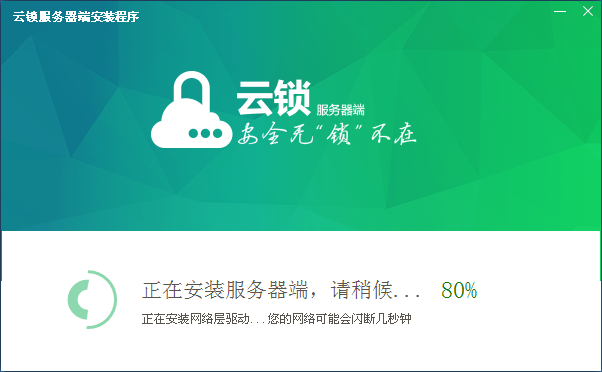 云锁服务器端安装程序
云锁 服务器端
安全无“锁”不在
正在安装服务器端，请稍候... 80%
正在安装网络层驱动...您的网络可能会闪断几秒钟